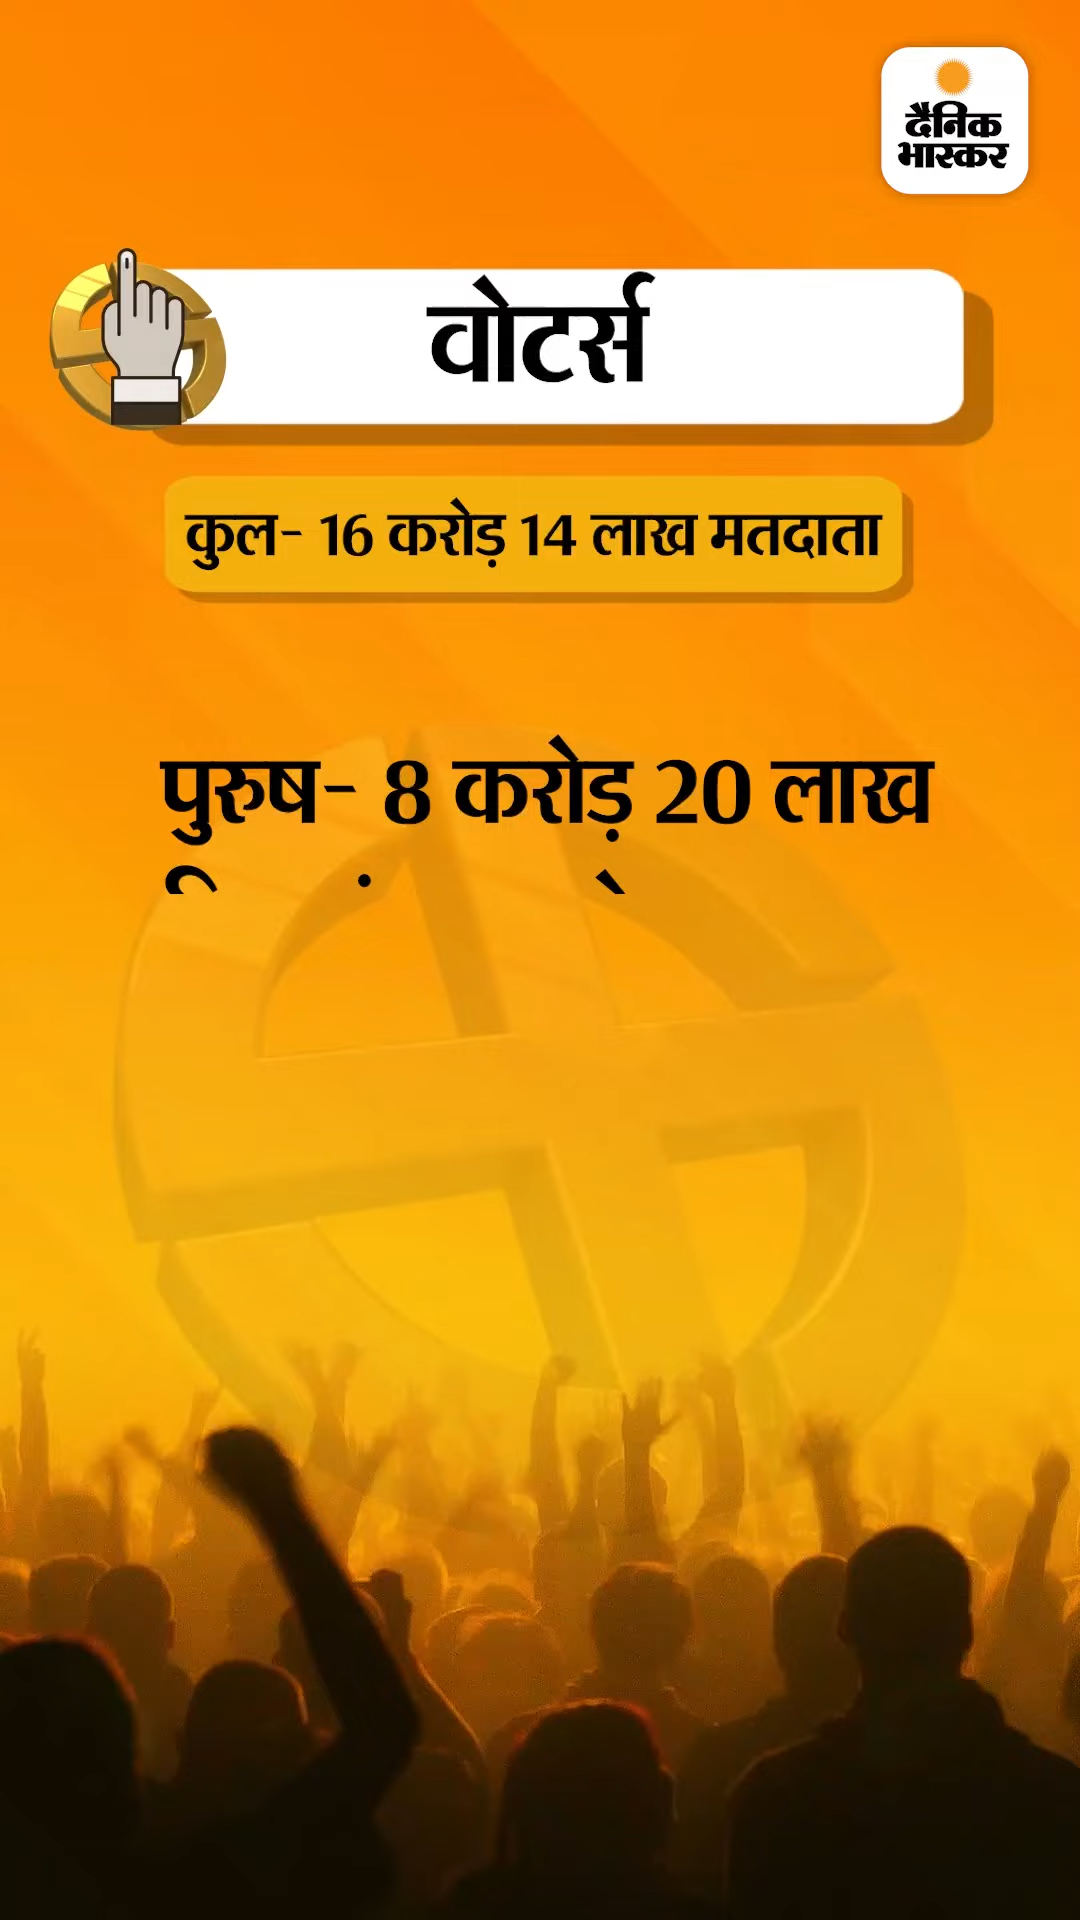 दैनिक
भास्कर
वोटर्स
कुल- 16 करोड़ 14 लाख मतदाता
पुरुष- 8 करोड़ 20 लाख